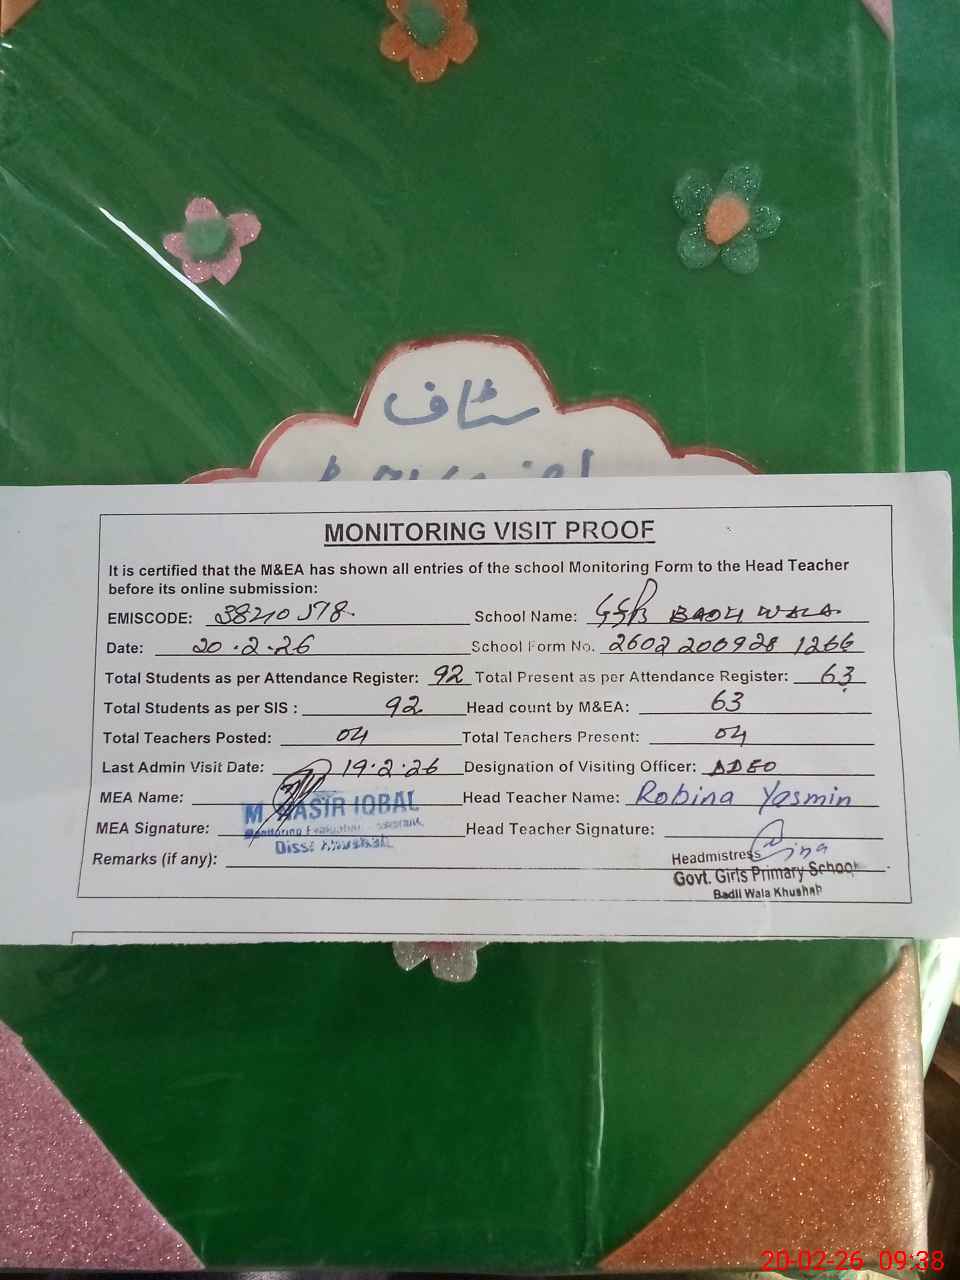 سٹاف
MONITORING VISIT PROOF
It is certified that the M&EA has shown all entries of the school Monitoring Form to the Head Teacher
before its online submission:
EMISCODE: 38210578 School Name: GGPS BADLI WALA
Date: 20.2.26 School Form No. 2602200928 1266
Total Students as per Attendance Register: 92 Total Present as per Attendance Register: 63
Total Students as per SIS : 92 Head count by M&EA: 63
Total Teachers Posted: 04 Total Teachers Present: 04
Last Admin Visit Date: 19.2.26 Designation of Visiting Officer: ADEO
MEA Name: M. NASIR IQBAL Head Teacher Name: Robina Yasmin
MEA Signature: Head Teacher Signature:
Remarks (if any): Headmistress
Govt. Girls Primary School
Badli Wala Khushab
20-02-26 09:38